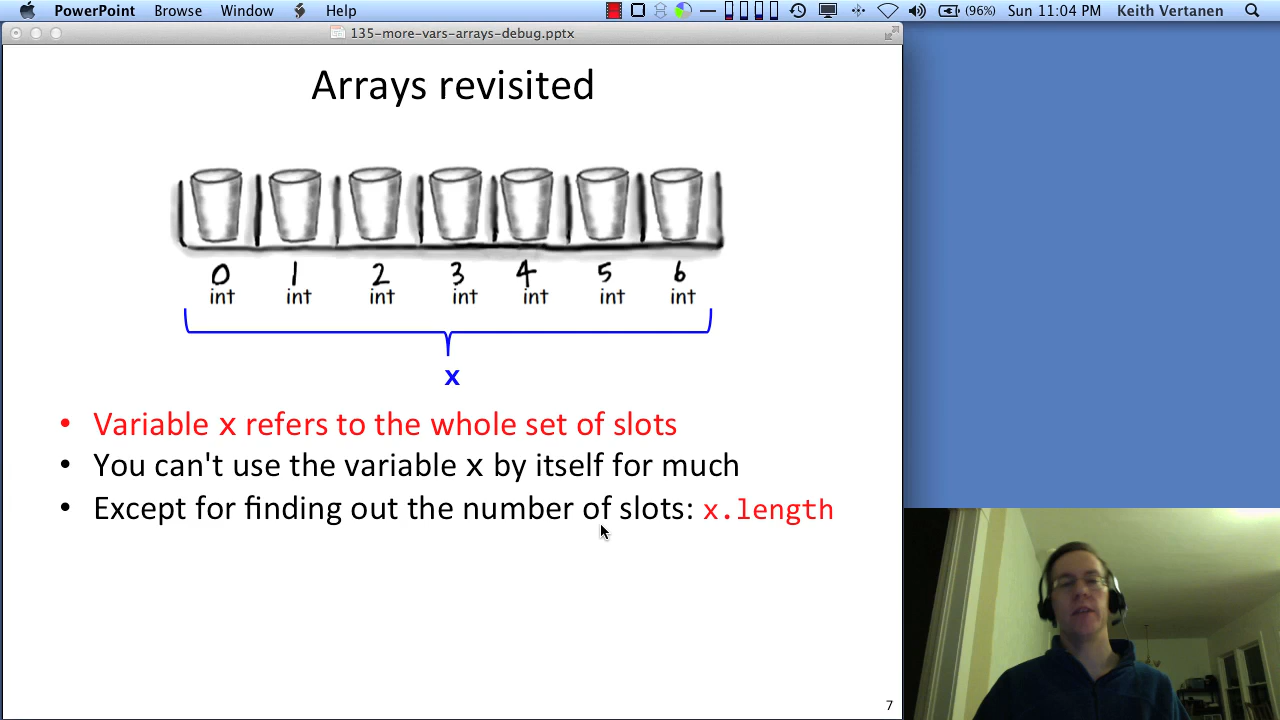 PowerPoint Browse Window Help (96%) Sun 11:04 PM Keith Vertanen
135-more-vars-arrays-debug.pptx
Arrays revisited
0 1 2 3 4 5 6
int int int int int int int
x
• Variable x refers to the whole set of slots
• You can't use the variable x by itself for much
• Except for finding out the number of slots: x.length
7